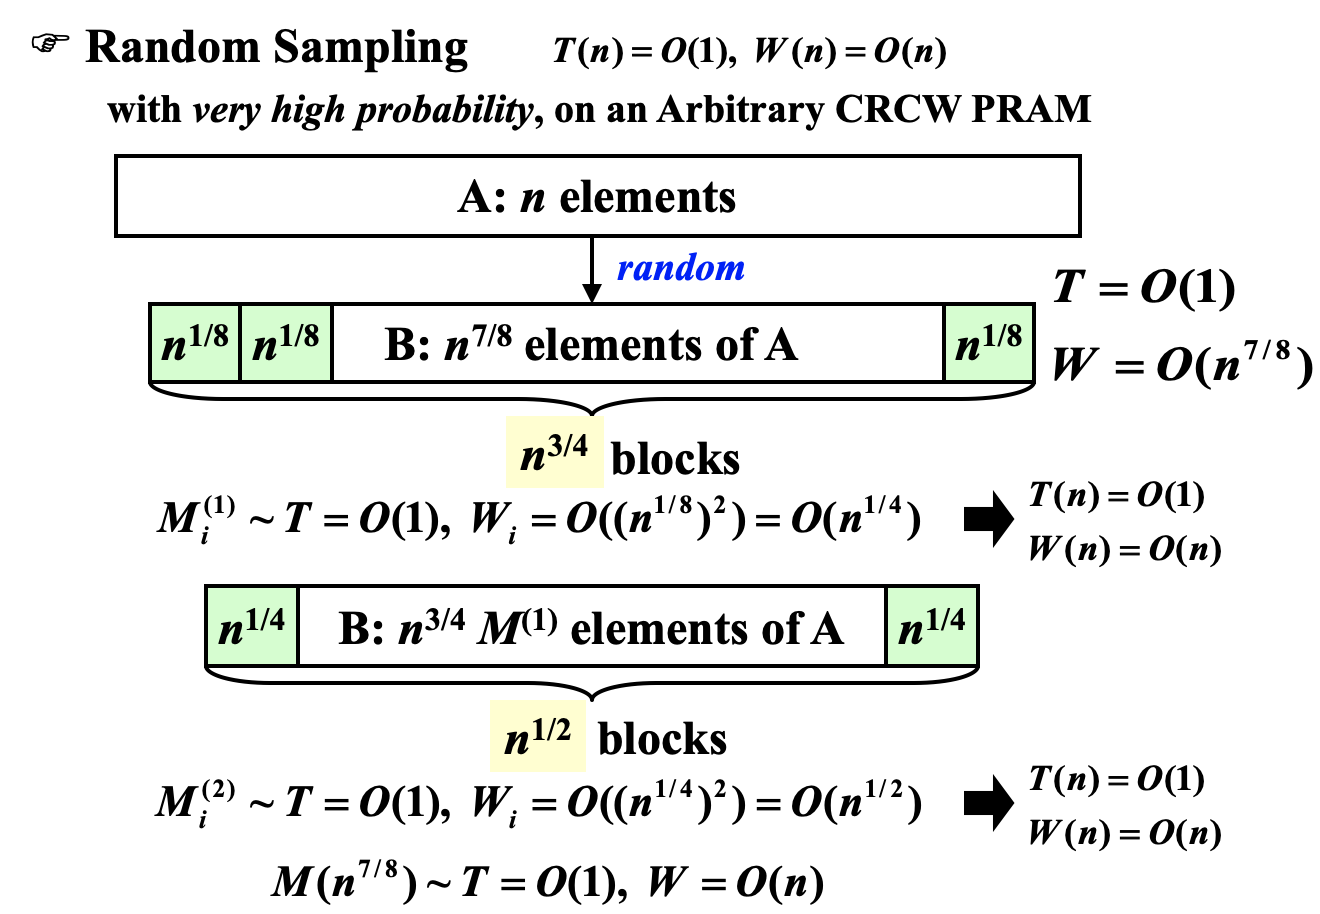 ☞ Random Sampling T(n) = O(1), W(n) = O(n)
with very high probability, on an Arbitrary CRCW PRAM
A: n elements
random
T = O(1)
n^{1/8} n^{1/8} B: n^{7/8} elements of A n^{1/8}
W = O(n^{7/8})
n^{3/4} blocks
M_i^{(1)} ~ T = O(1), W_i = O((n^{1/8})^2) = O(n^{1/4})
T(n) = O(1)
W(n) = O(n)
n^{1/4} B: n^{3/4} M^{(1)} elements of A n^{1/4}
n^{1/2} blocks
M_i^{(2)} ~ T = O(1), W_i = O((n^{1/4})^2) = O(n^{1/2})
T(n) = O(1)
W(n) = O(n)
M(n^{7/8}) ~ T = O(1), W = O(n)